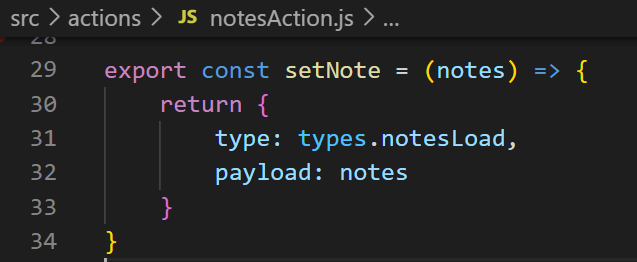 src > actions > JS notesAction.js > ...
28
29 export const setNote = (notes) => {
30     return {
31         type: types.notesLoad,
32         payload: notes
33     }
34 }